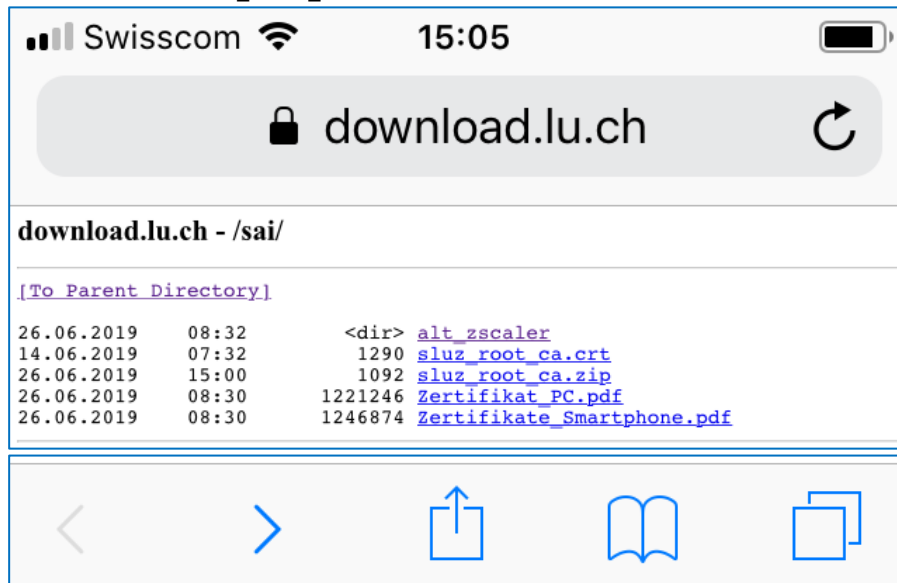 Swisscom 15:05
download.lu.ch
download.lu.ch - /sai/
[To Parent Directory]
26.06.2019 08:32 <dir> alt_zscaler
14.06.2019 07:32 1290 sluz_root_ca.crt
26.06.2019 15:00 1092 sluz_root_ca.zip
26.06.2019 08:30 1221246 Zertifikat_PC.pdf
26.06.2019 08:30 1246874 Zertifikate_Smartphone.pdf